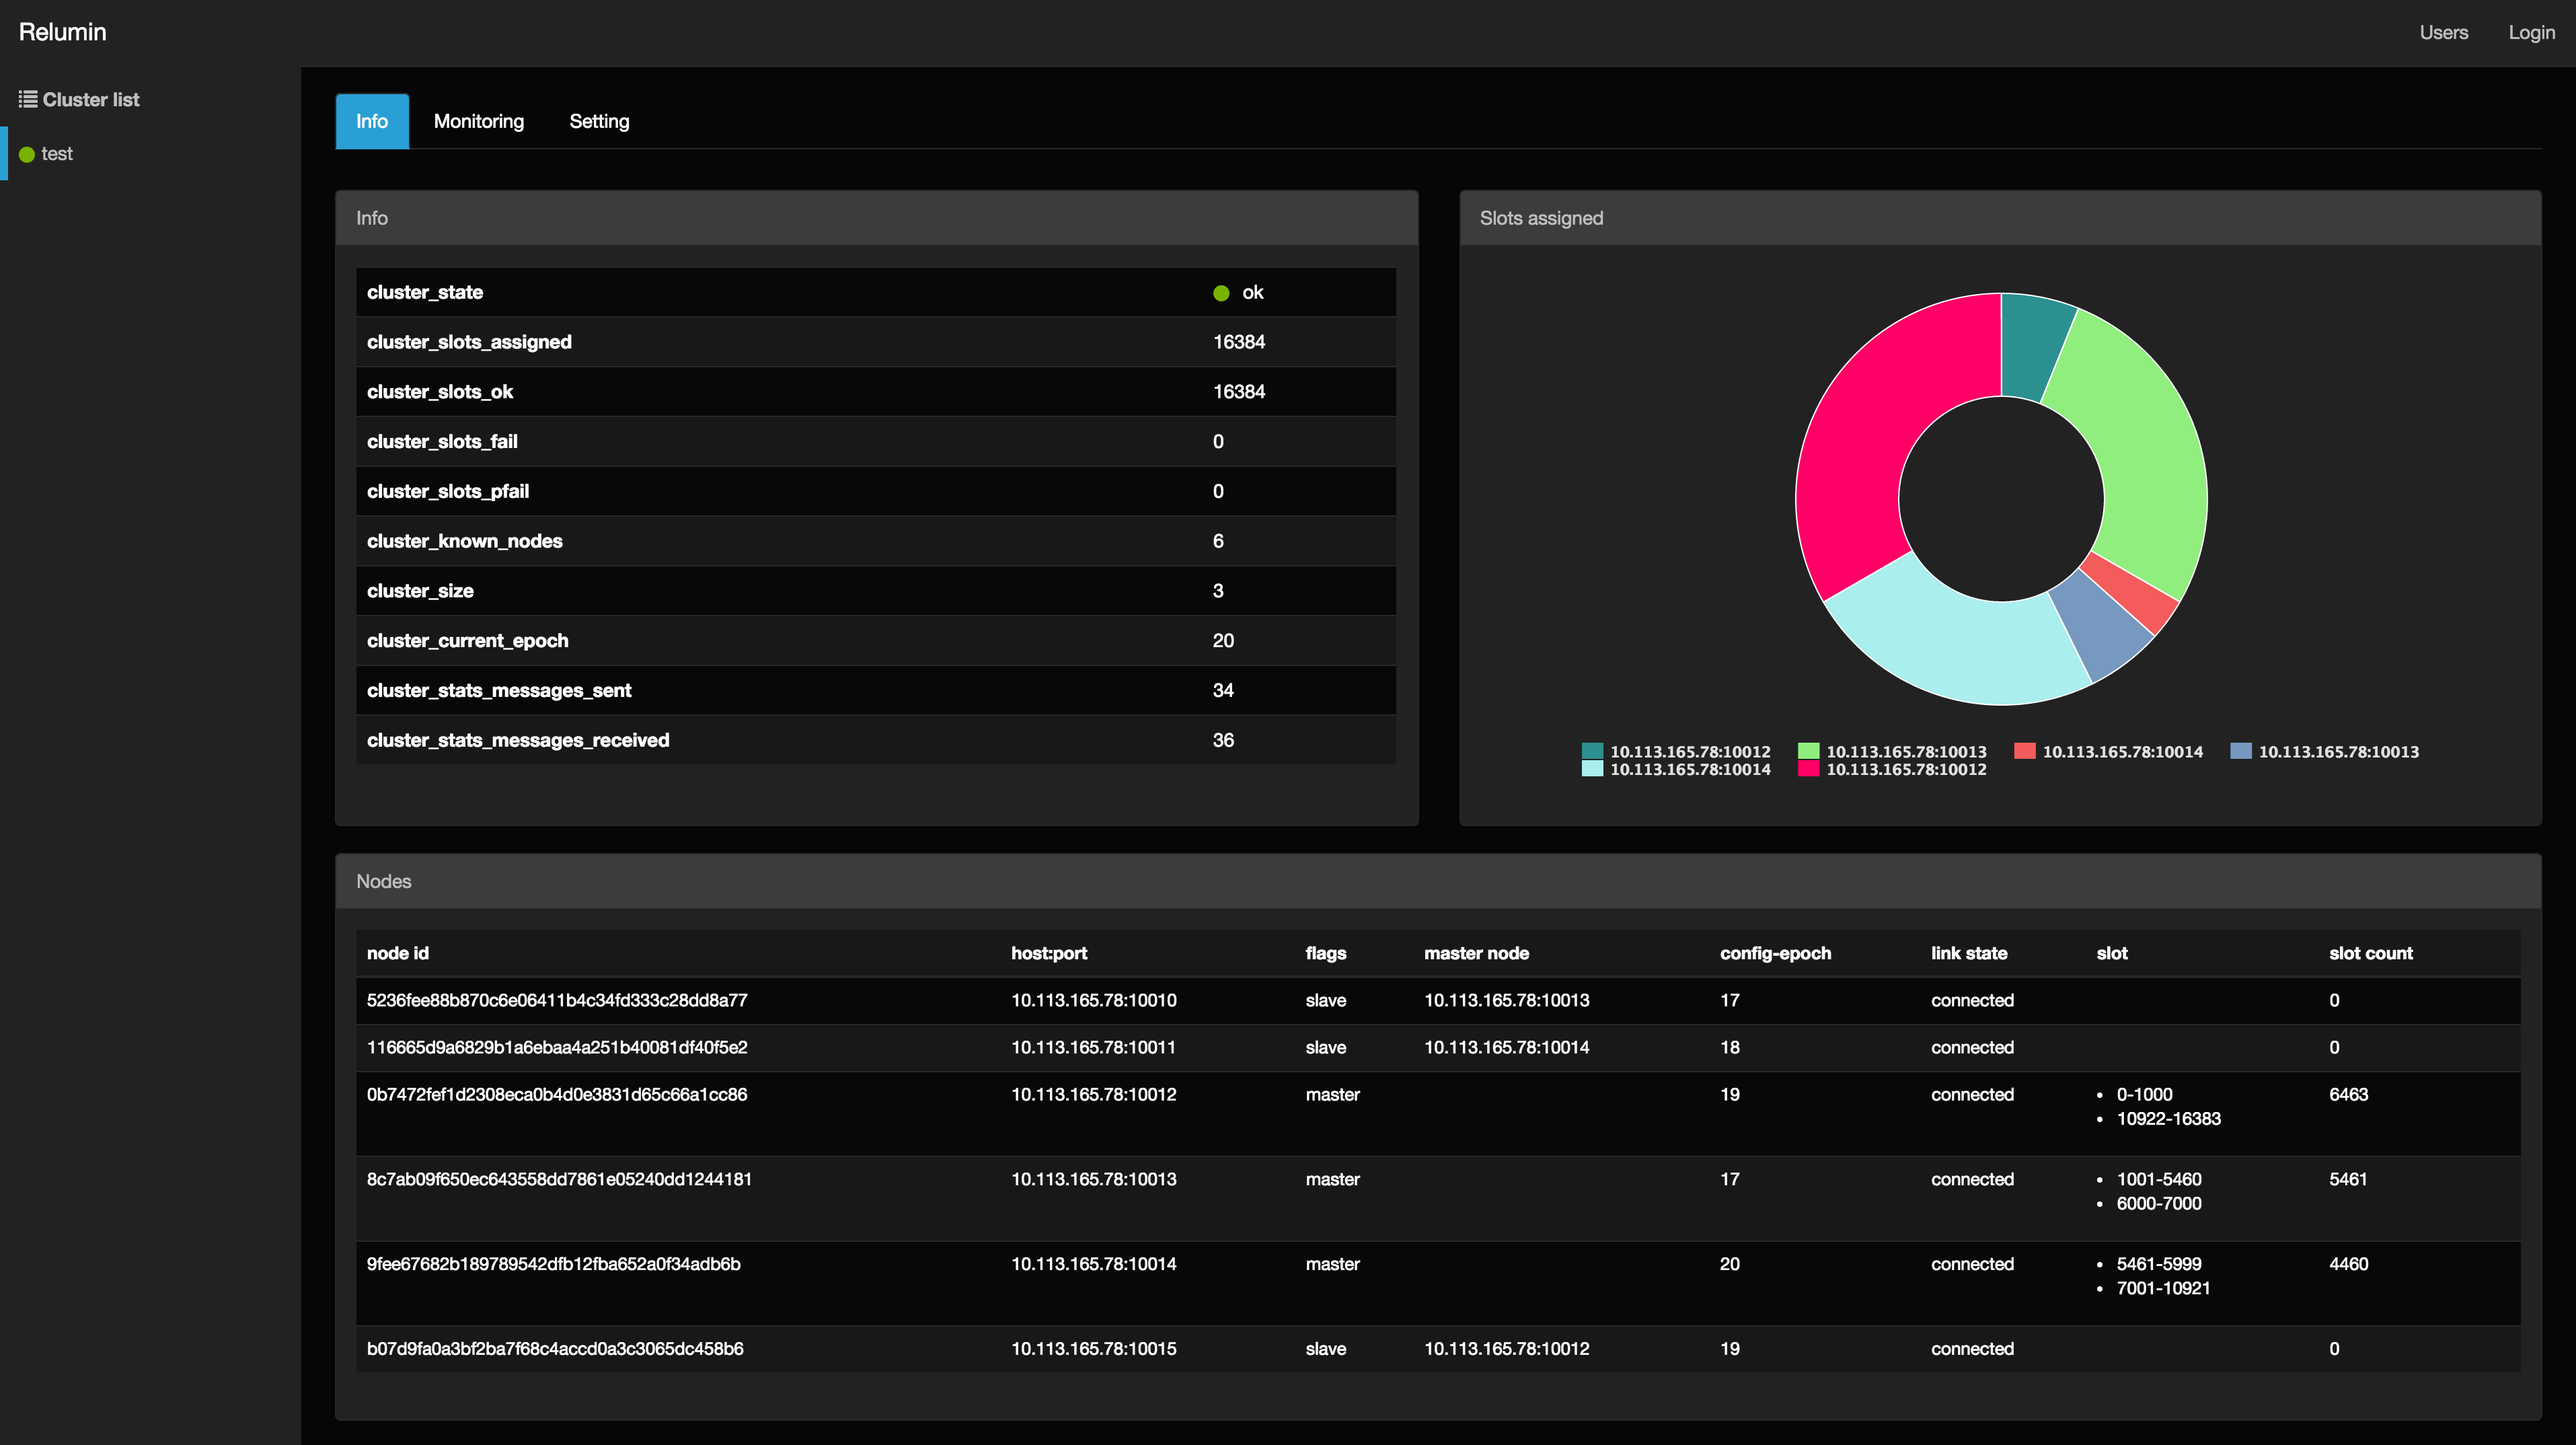 Relumin
Users Login
Cluster list
test
Info Monitoring Setting
Info
cluster_state ok
cluster_slots_assigned 16384
cluster_slots_ok 16384
cluster_slots_fail 0
cluster_slots_pfail 0
cluster_known_nodes 6
cluster_size 3
cluster_current_epoch 20
cluster_stats_messages_sent 34
cluster_stats_messages_received 36
Slots assigned
10.113.165.78:10012 10.113.165.78:10013 10.113.165.78:10014 10.113.165.78:10013
10.113.165.78:10014 10.113.165.78:10012
Nodes
node id host:port flags master node config-epoch link state slot slot count
5236fee88b870c6e06411b4c34fd333c28dd8a77 10.113.165.78:10010 slave 10.113.165.78:10013 17 connected 0
116665d9a6829b1a6ebaa4a251b40081df40f5e2 10.113.165.78:10011 slave 10.113.165.78:10014 18 connected 0
0b7472fef1d2308eca0b4d0e3831d65c66a1cc86 10.113.165.78:10012 master 19 connected • 0-1000 6463
• 10922-16383
8c7ab09f650ec643558dd7861e05240dd1244181 10.113.165.78:10013 master 17 connected • 1001-5460 5461
• 6000-7000
9fee67682b189789542dfb12fba652a0f34adb6b 10.113.165.78:10014 master 20 connected • 5461-5999 4460
• 7001-10921
b07d9fa0a3bf2ba7f68c4accd0a3c3065dc458b6 10.113.165.78:10015 slave 10.113.165.78:10012 19 connected 0